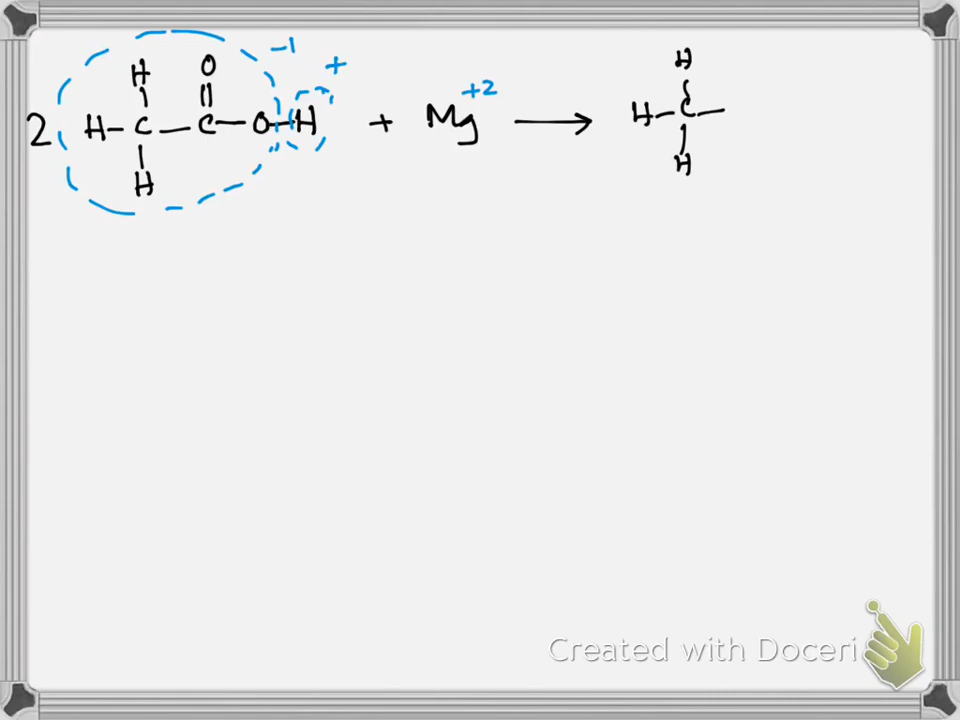 H O -1 + H
2 H-C-C-O-H + Mg +2 → H-C-
H H
Created with Doceri